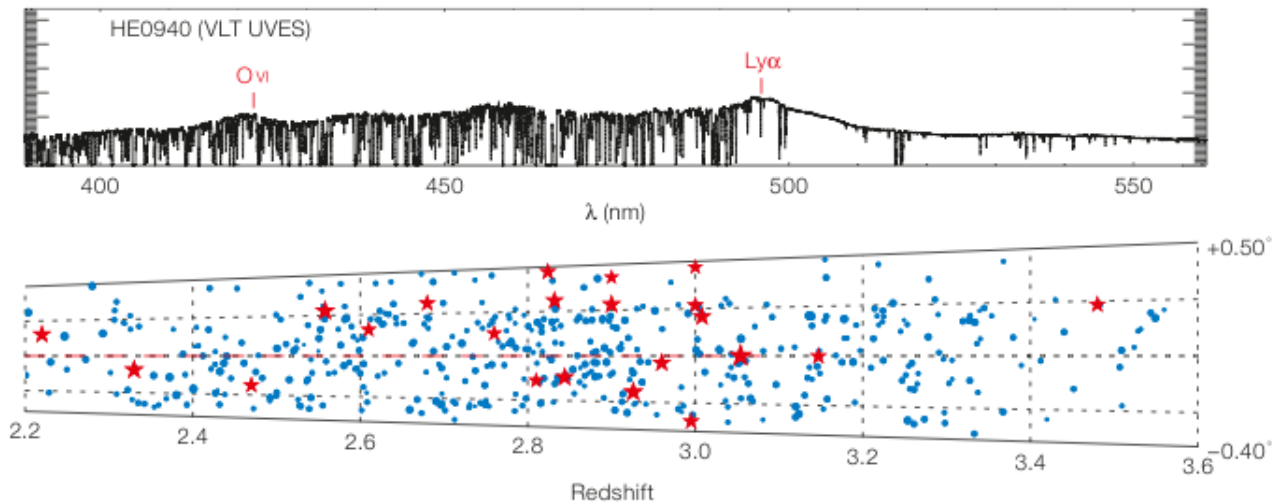 HE0940 (VLT UVES)
O VI
Lyα
400 450 500 550
λ (nm)
+0.50°
2.2 2.4 2.6 2.8 3.0 3.2 3.4 3.6
−0.40°
Redshift